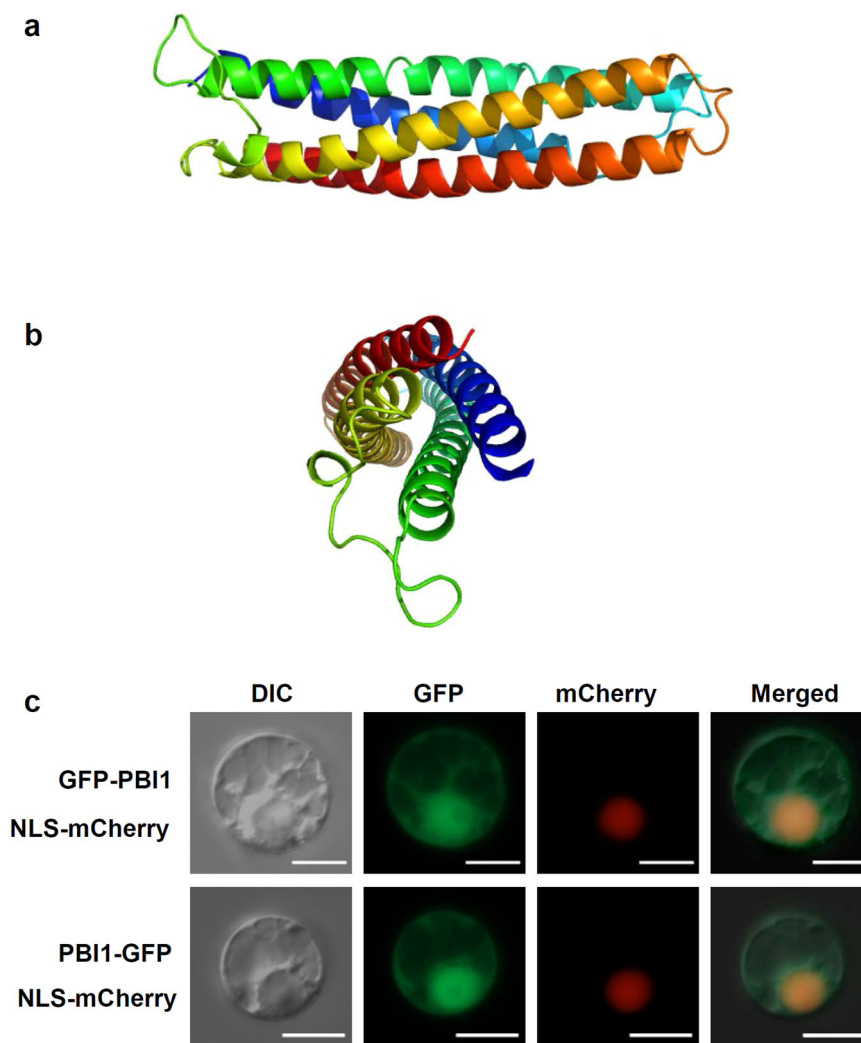 a
b
c
DIC GFP mCherry Merged
GFP-PBI1
NLS-mCherry
PBI1-GFP
NLS-mCherry